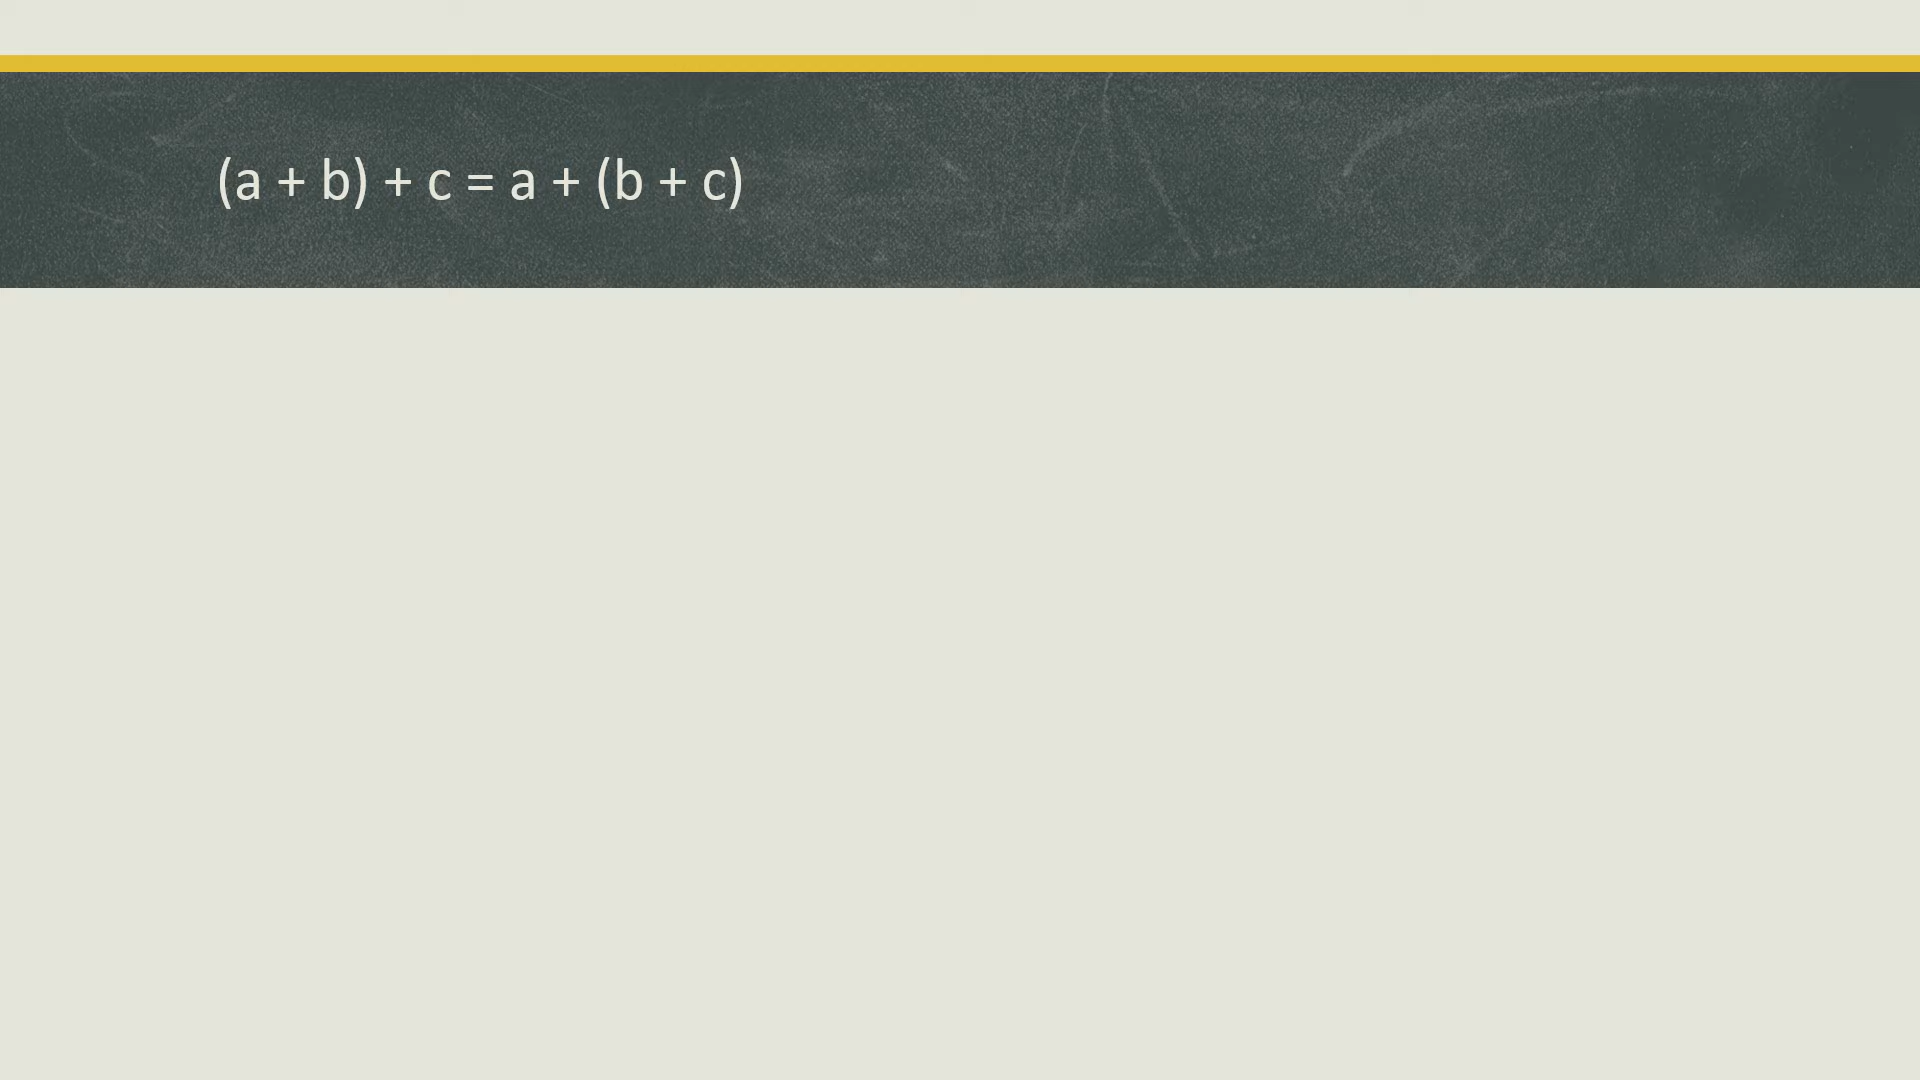 (a + b) + c = a + (b + c)